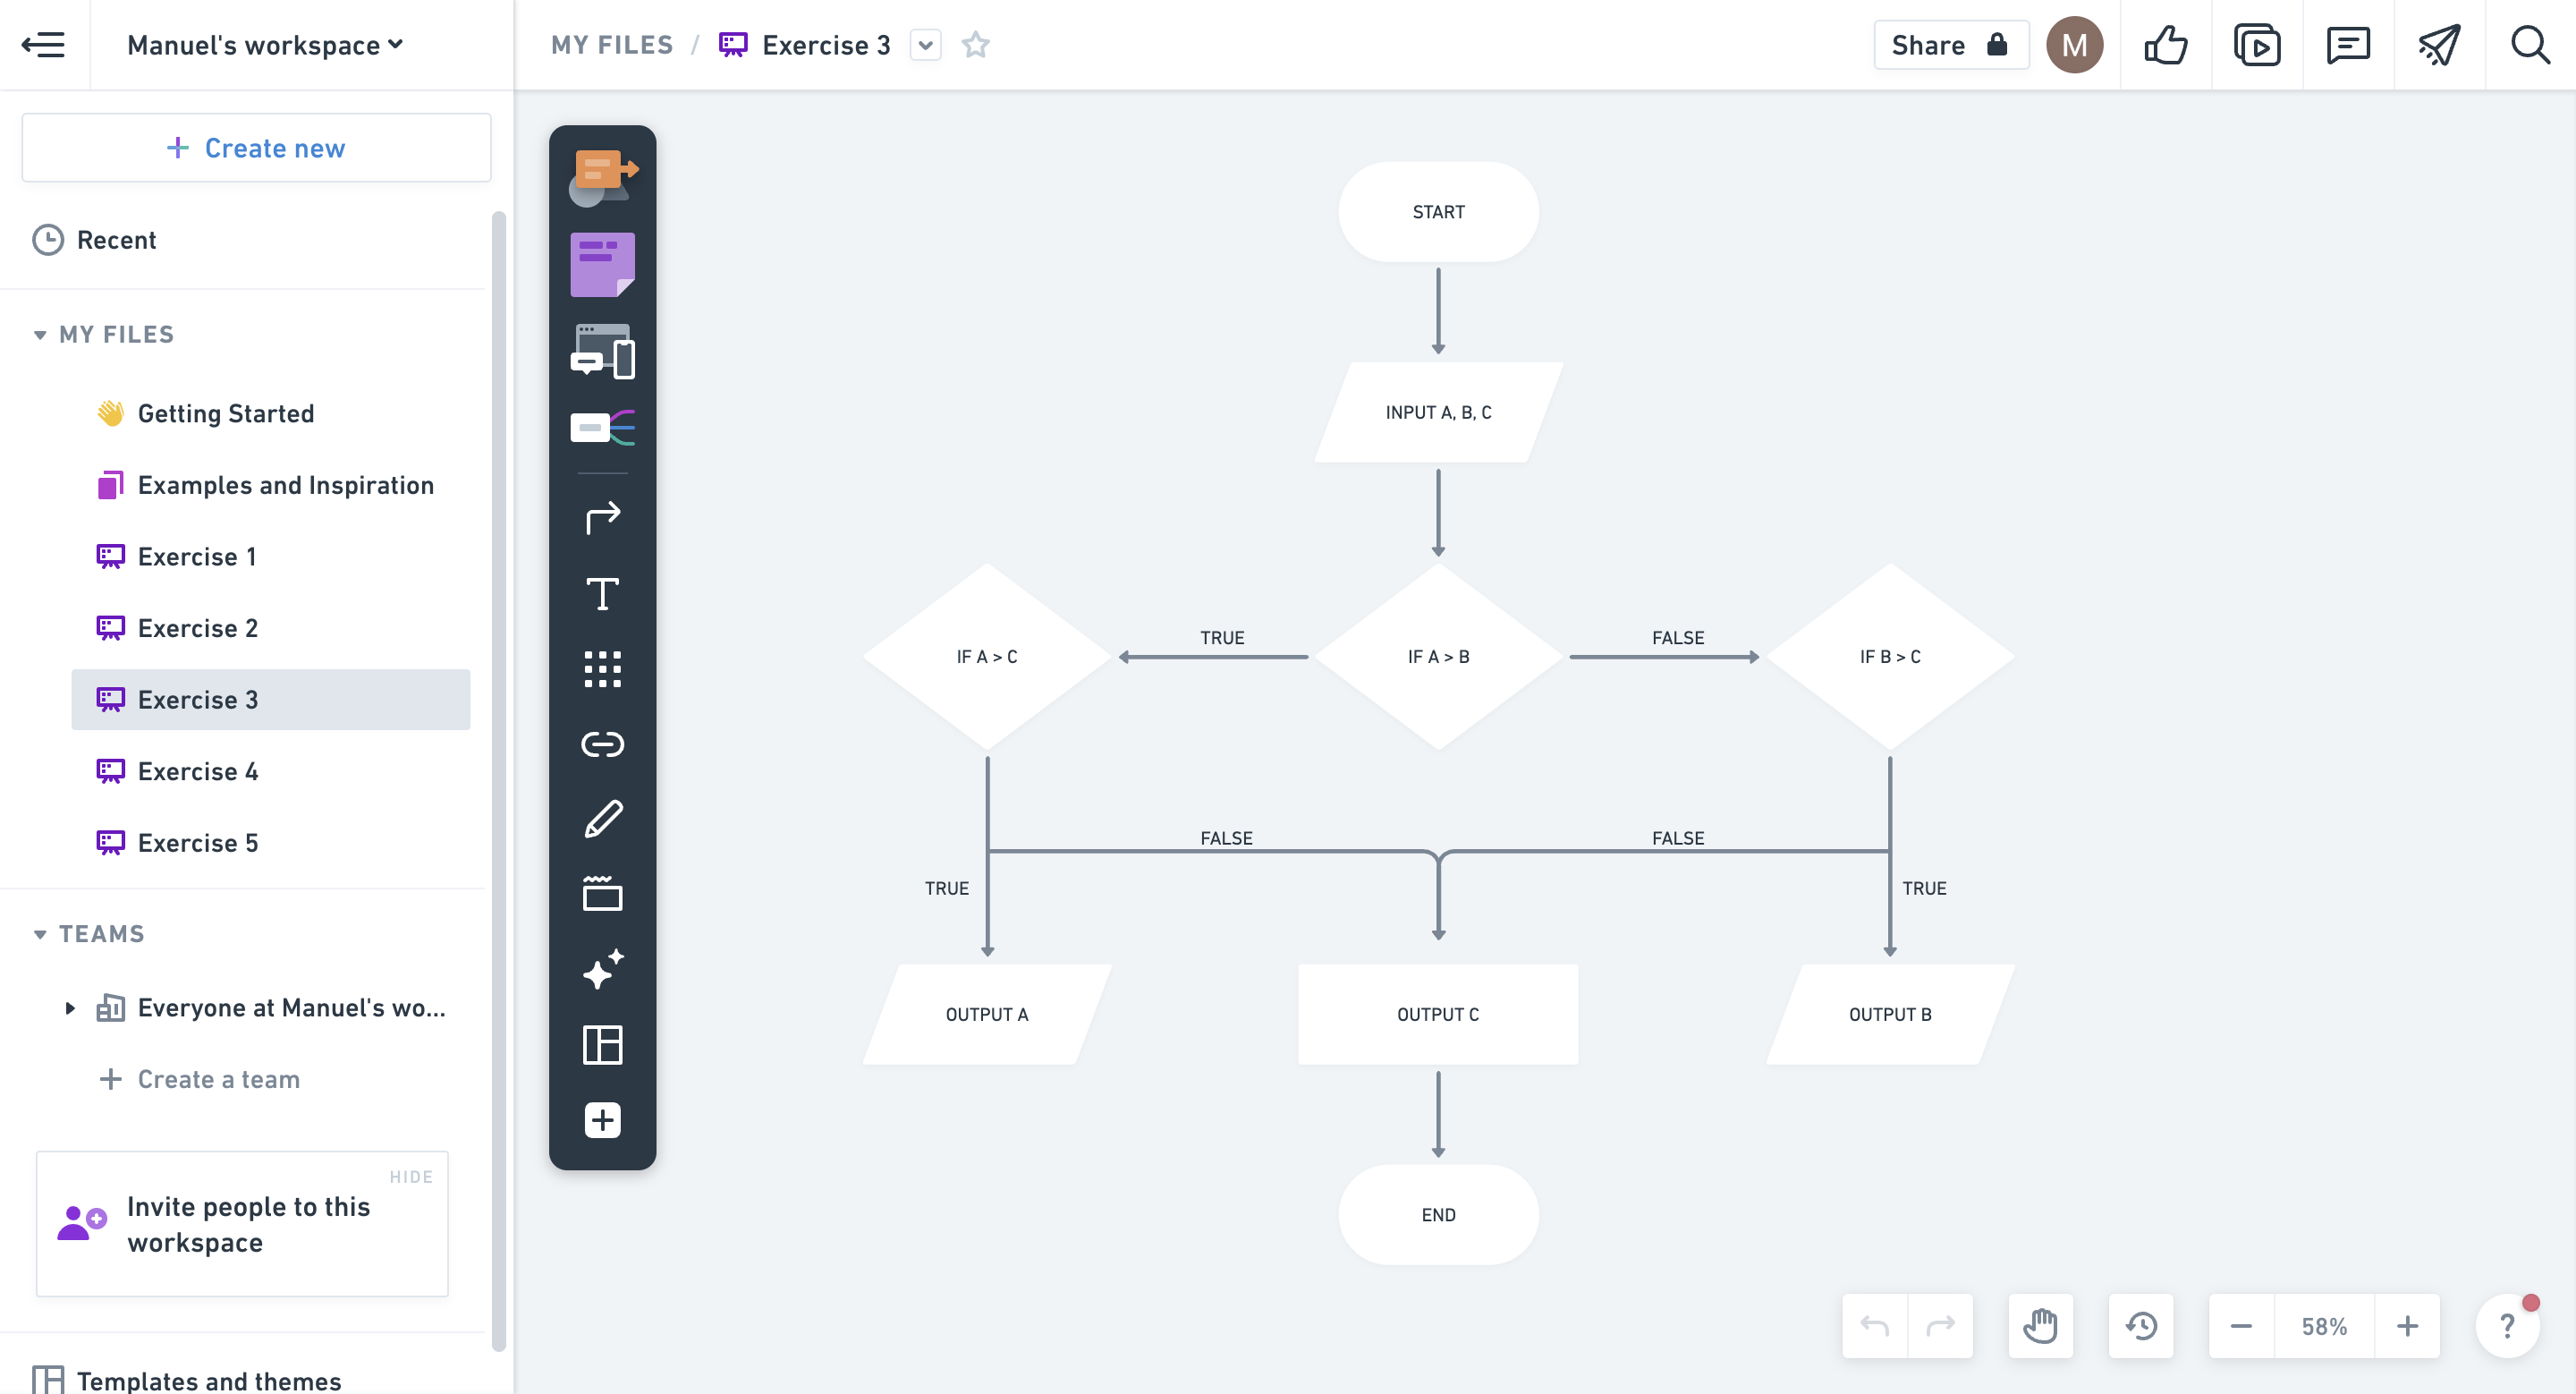 Manuel's workspace
MY FILES / Exercise 3
Share
M
Create new
Recent
MY FILES
Getting Started
Examples and Inspiration
Exercise 1
Exercise 2
Exercise 3
Exercise 4
Exercise 5
TEAMS
Everyone at Manuel's wo...
Create a team
HIDE
Invite people to this
workspace
Templates and themes
T
START
INPUT A, B, C
IF A > C
TRUE
IF A > B
FALSE
IF B > C
FALSE
FALSE
TRUE
TRUE
OUTPUT A
OUTPUT C
OUTPUT B
END
58%
?